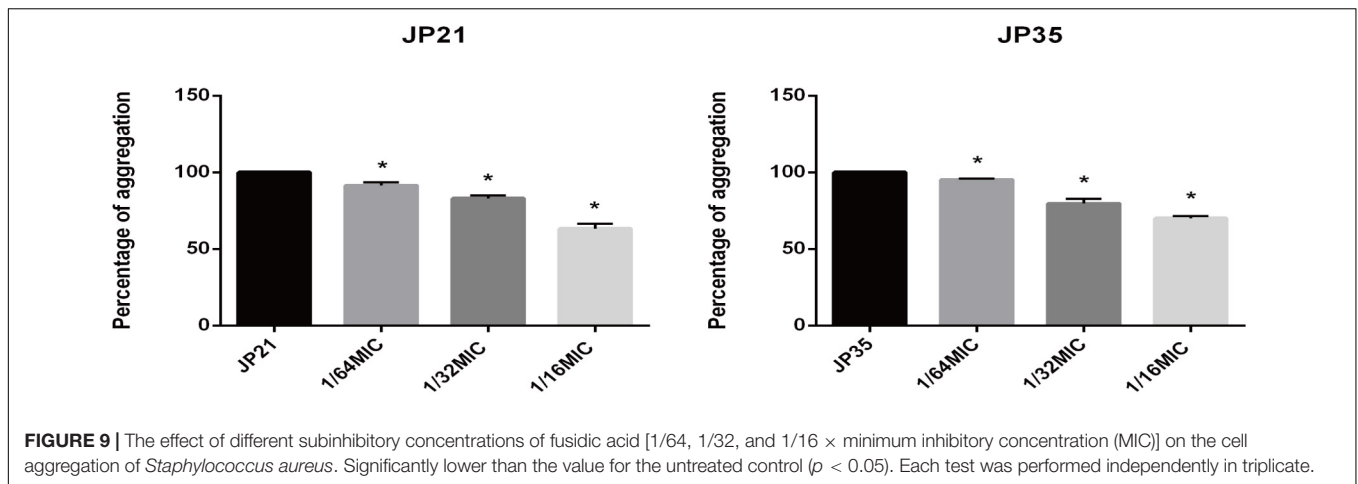 JP21
Percentage of aggregation
150
100
50
0
*
*
*
JP21
1/64MIC
1/32MIC
1/16MIC
JP35
Percentage of aggregation
150
100
50
0
*
*
*
JP35
1/64MIC
1/32MIC
1/16MIC
FIGURE 9 | The effect of different subinhibitory concentrations of fusidic acid [1/64, 1/32, and 1/16 × minimum inhibitory concentration (MIC)] on the cell
aggregation of Staphylococcus aureus. Significantly lower than the value for the untreated control (p < 0.05). Each test was performed independently in triplicate.